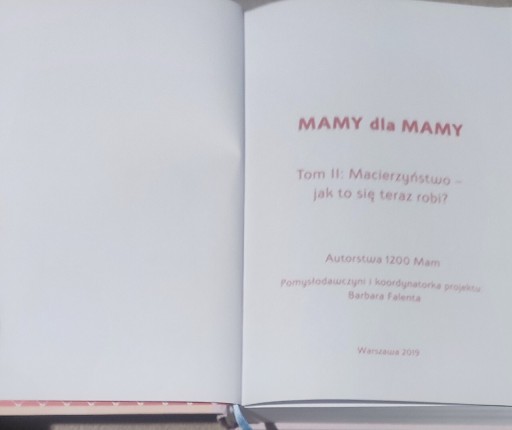 MAMY dla MAMY
Tom II: Macierzyństwo –
jak to się teraz robi?
Autorstwa 1200 Mam
Pomysłodawczyni i koordynatorka projektu
Barbara Falenta
Warszawa 2019